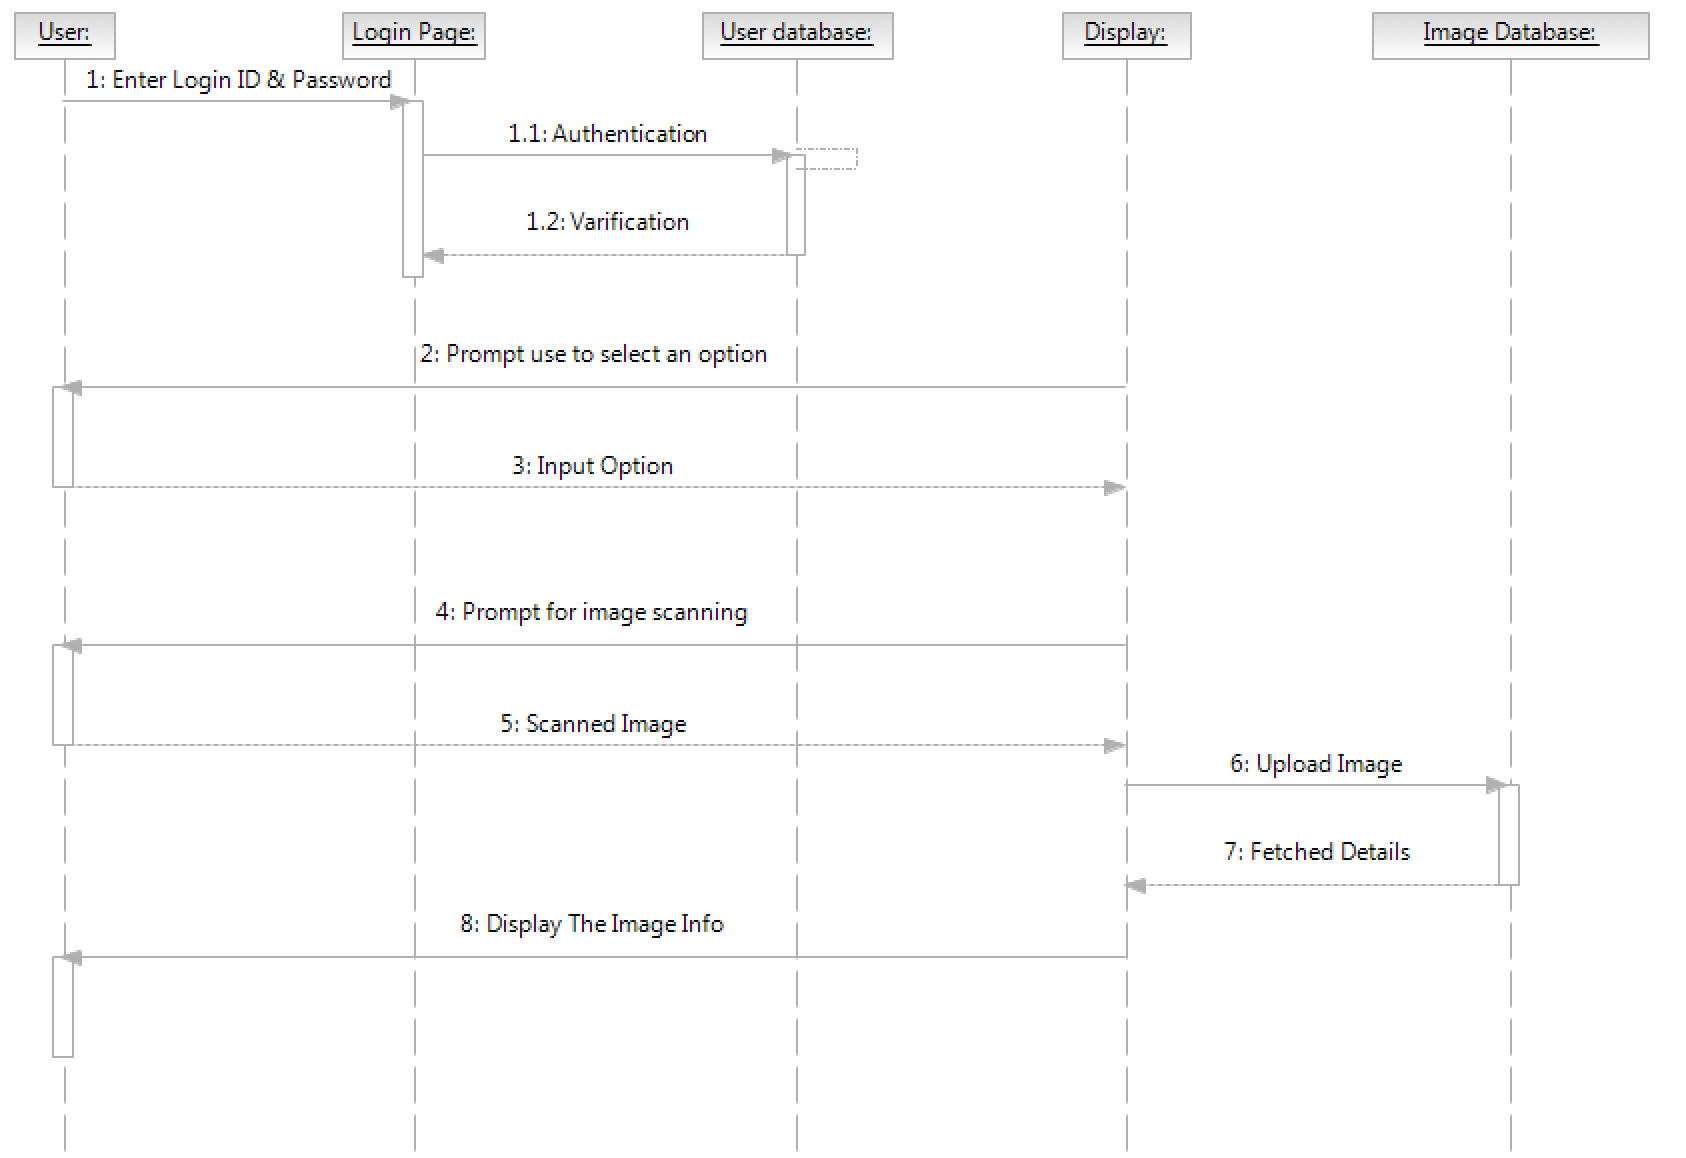 User:
Login Page:
User database:
Display:
Image Database:
1: Enter Login ID & Password
1.1: Authentication
1.2: Varification
2: Prompt use to select an option
3: Input Option
4: Prompt for image scanning
5: Scanned Image
6: Upload Image
7: Fetched Details
8: Display The Image Info